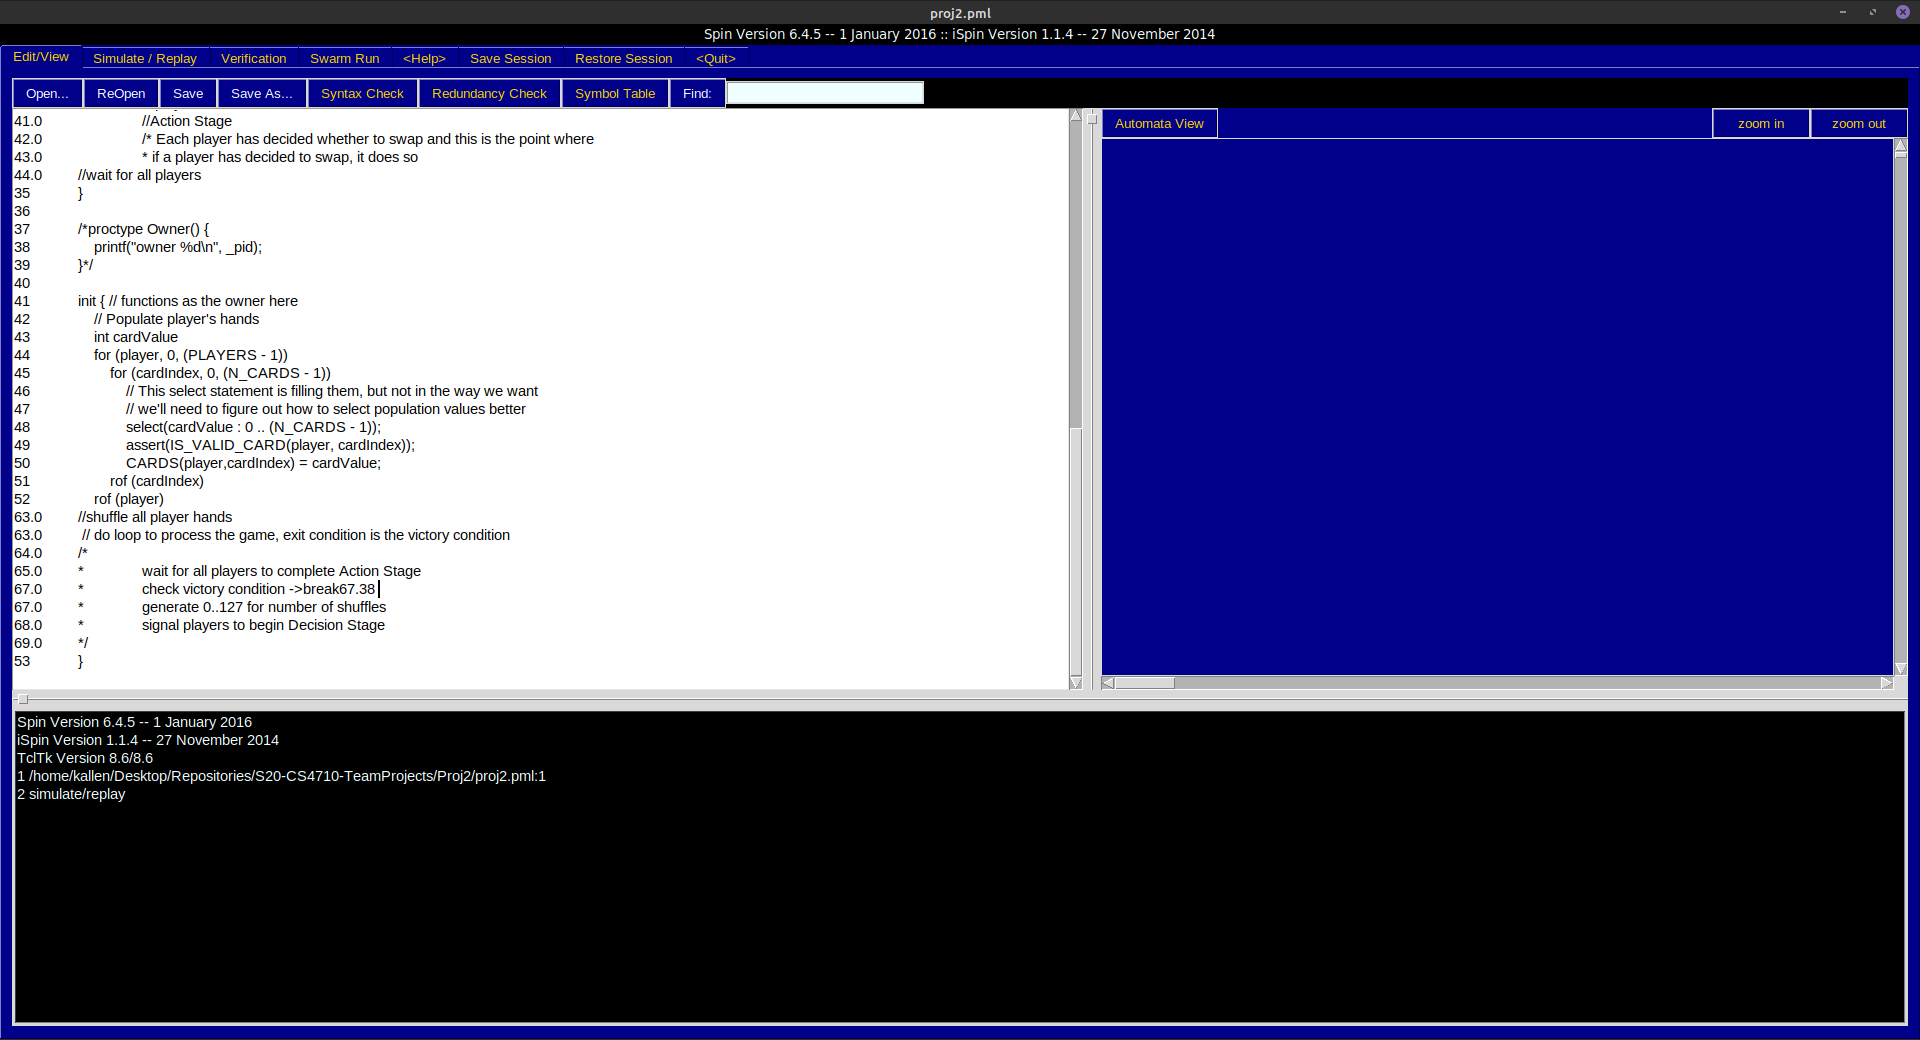 proj2.pml
Spin Version 6.4.5 -- 1 January 2016 :: iSpin Version 1.1.4 -- 27 November 2014
Edit/View Simulate / Replay Verification Swarm Run <Help> Save Session Restore Session <Quit>
Open... ReOpen Save Save As... Syntax Check Redundancy Check Symbol Table Find:
Automata View zoom in zoom out
41.0 //Action Stage
42.0 /* Each player has decided whether to swap and this is the point where
43.0 * if a player has decided to swap, it does so
44.0 //wait for all players
35 }
36
37 /*proctype Owner() {
38 printf("owner %d\n", _pid);
39 }*/
40
41 init { // functions as the owner here
42 // Populate player's hands
43 int cardValue
44 for (player, 0, (PLAYERS - 1))
45 for (cardIndex, 0, (N_CARDS - 1))
46 // This select statement is filling them, but not in the way we want
47 // we'll need to figure out how to select population values better
48 select(cardValue : 0 .. (N_CARDS - 1));
49 assert(IS_VALID_CARD(player, cardIndex));
50 CARDS(player,cardIndex) = cardValue;
51 rof (cardIndex)
52 rof (player)
63.0 //shuffle all player hands
63.0 // do loop to process the game, exit condition is the victory condition
64.0 /*
65.0 * wait for all players to complete Action Stage
67.0 * check victory condition ->break67.38
67.0 * generate 0..127 for number of shuffles
68.0 * signal players to begin Decision Stage
69.0 */
53 }
Spin Version 6.4.5 -- 1 January 2016
iSpin Version 1.1.4 -- 27 November 2014
TclTk Version 8.6/8.6
1 /home/kallen/Desktop/Repositories/S20-CS4710-TeamProjects/Proj2/proj2.pml:1
2 simulate/replay